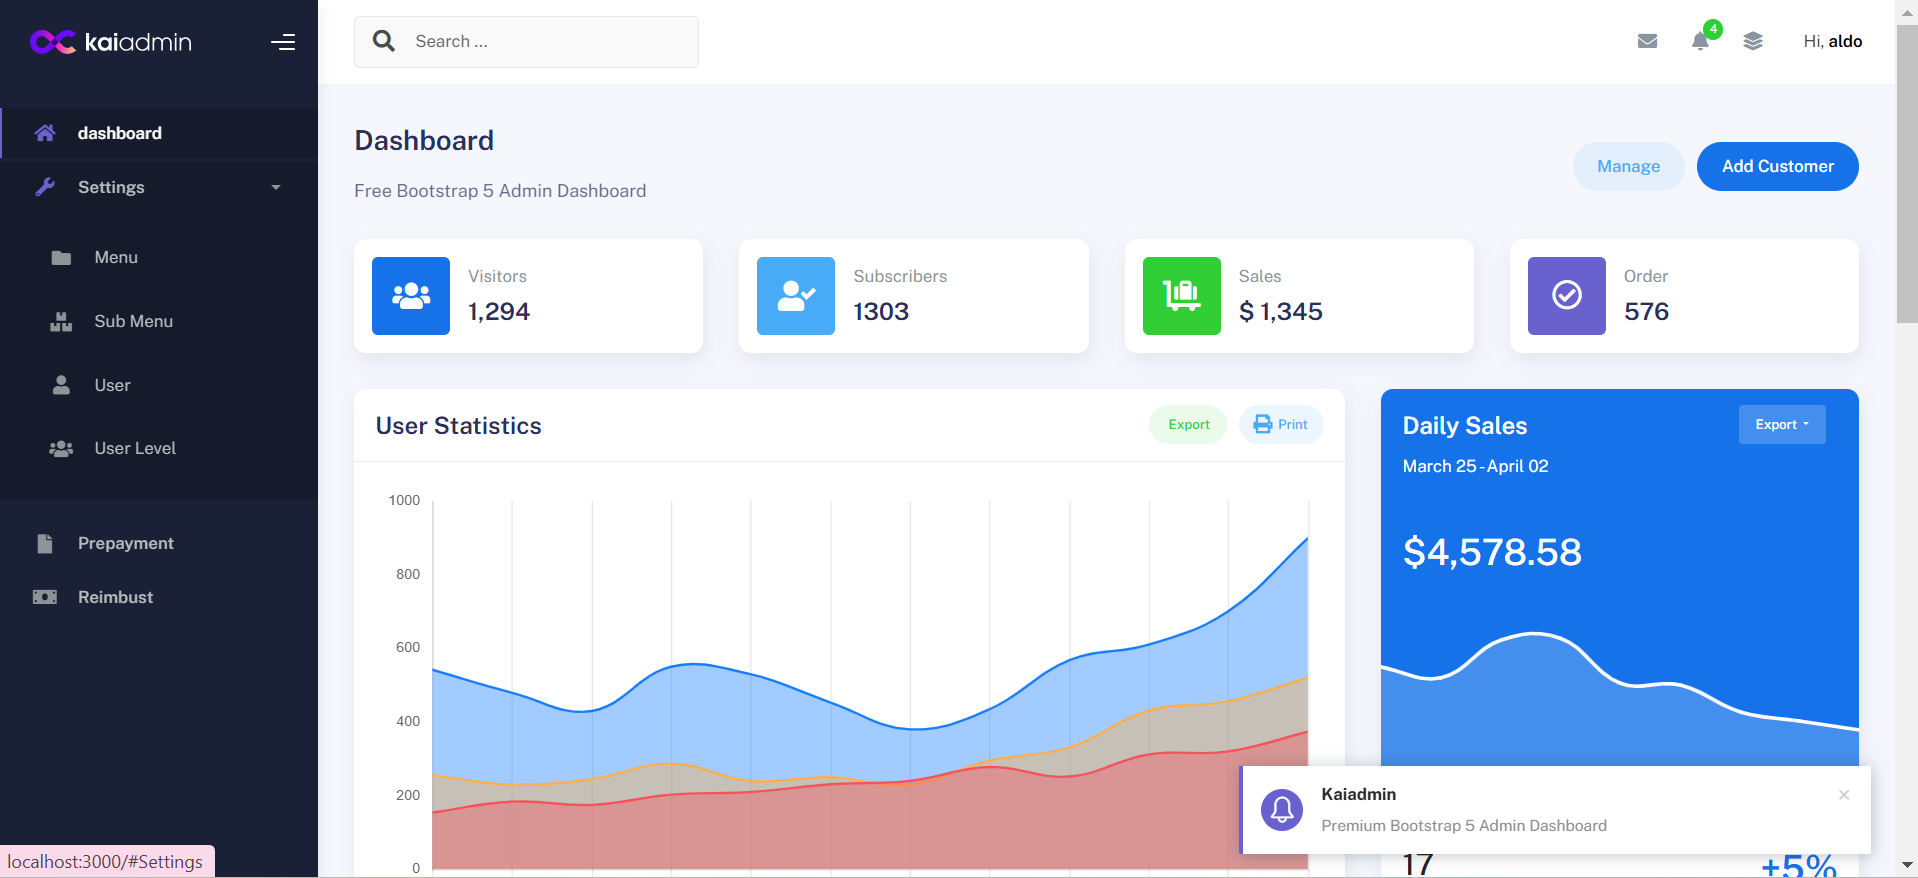 kaiadmin
Search ...
4
Hi, aldo
dashboard
Settings
Menu
Sub Menu
User
User Level
Prepayment
Reimbust
Dashboard
Free Bootstrap 5 Admin Dashboard
Manage
Add Customer
Visitors
1,294
Subscribers
1303
Sales
$ 1,345
Order
576
User Statistics
Export
Print
1000
800
600
400
200
0
Daily Sales
Export
March 25 - April 02
$4,578.58
Kaiadmin
×
Premium Bootstrap 5 Admin Dashboard
17
+5%
localhost:3000/#Settings